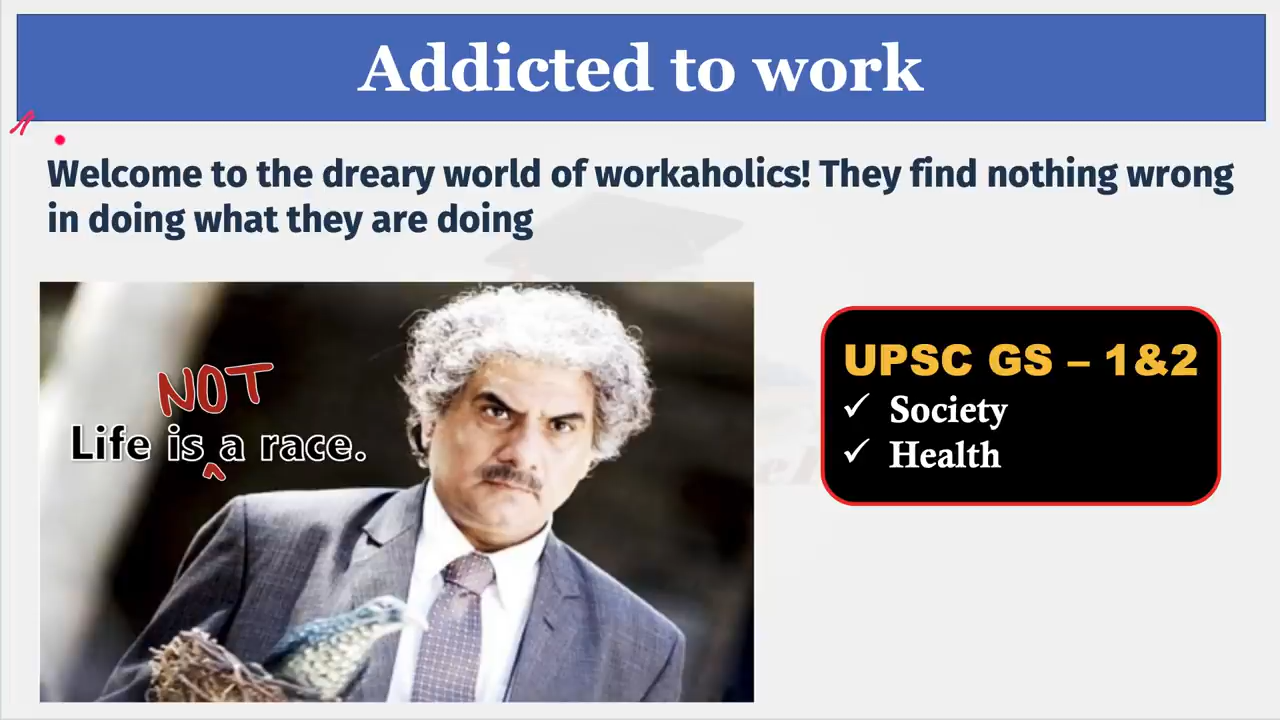 Addicted to work
Welcome to the dreary world of workaholics! They find nothing wrong
in doing what they are doing
NOT
Life is a race.
UPSC GS – 1&2
✓ Society
✓ Health